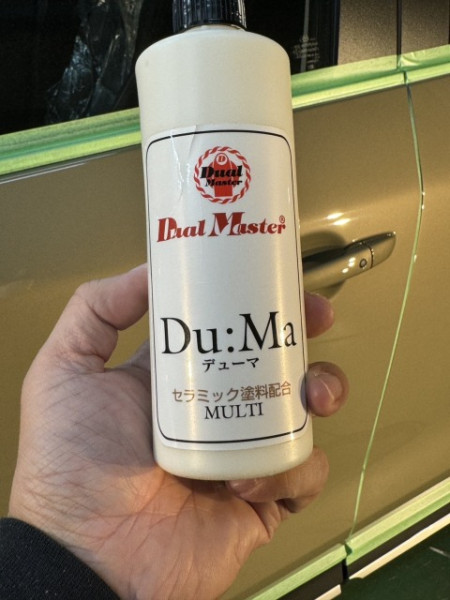 D
Dual
Master
Dual Master®
Du:Ma
デューマ
セラミック塗料配合
MULTI